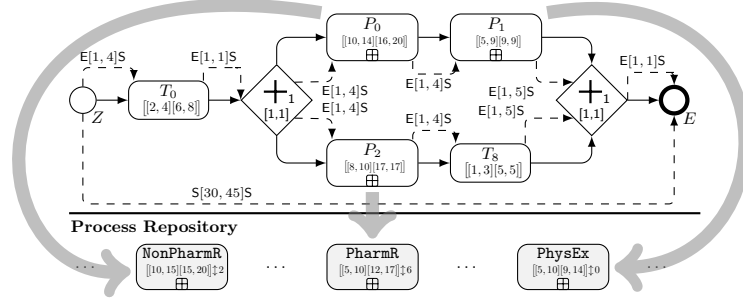 P0 [[10, 14][16, 20]]
P1 [[5, 9][9, 9]]
E[1, 4]S
E[1, 1]S
E[1, 1]S
T0 [[2, 4][6, 8]]
Z
+1 [1,1]
E[1, 4]S
E[1, 4]S
E[1, 4]S
E[1, 5]S
E[1, 5]S
+1 [1,1]
E
E[1, 4]S
P2 [[8, 10][17, 17]]
T8 [[1, 3][5, 5]]
S[30, 45]S
Process Repository
... NonPharmR ... PharmR ... PhysEx ...
[[10, 15][15, 20]]↕2 [[5, 10][12, 17]]↕6 [[5, 10][9, 14]]↕0